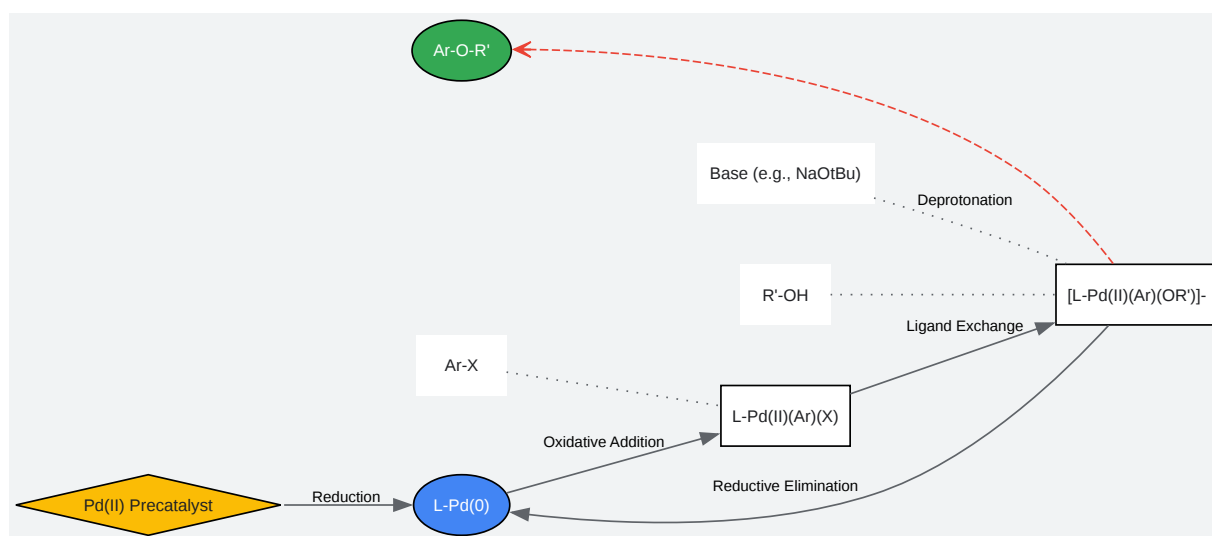 Ar-O-R'
Base (e.g., NaOtBu)
Deprotonation
R'-OH
[L-Pd(II)(Ar)(OR')]-
Ligand Exchange
Ar-X
L-Pd(II)(Ar)(X)
Oxidative Addition
Reductive Elimination
Pd(II) Precatalyst
Reduction
L-Pd(0)